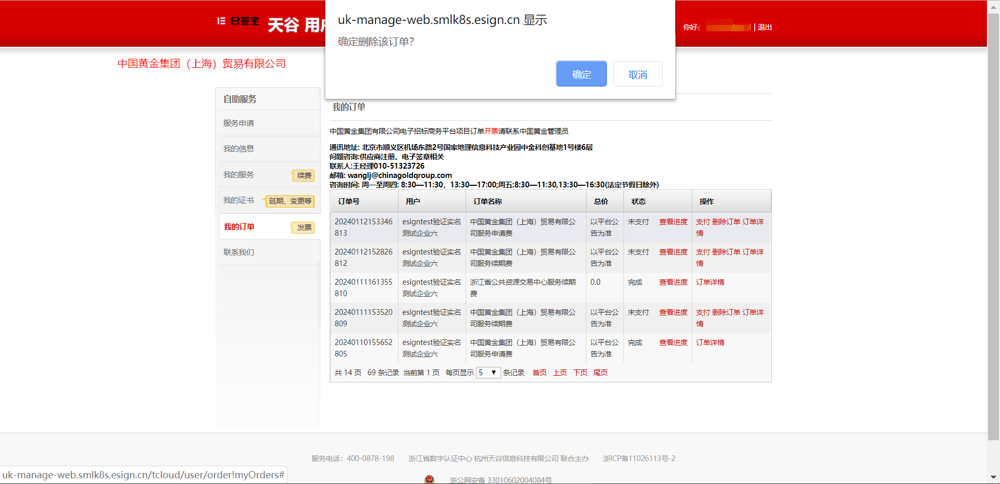 uk-manage-web.smlk8s.esign.cn 显示
确定删除该订单?
确定 取消
e签宝 天谷 用
你好 | 退出
中国黄金集团（上海）贸易有限公司
自助服务
服务申请
我的信息
我的服务 续费
我的证书 延期、变更等
我的订单 发票
联系我们
我的订单
中国黄金集团有限公司电子招标商务平台项目订单开票请联系中国黄金管理员
通讯地址: 北京市顺义区机场东路2号国家地理信息科技产业园中金科创基地1号楼6层
问题咨询:供应商注册、电子签章相关
联系人:王经理010-51323726
邮箱: wanglj@chinagoldgroup.com
咨询时间: 周一至周四: 8:30—11:30，13:30—17:00;周五:8:30—11:30,13:30—16:30(法定节假日除外)
订单号 用户 订单名称 总价 状态 操作
20240112153346 esigntest验证实名 中国黄金集团（上海）贸易有限公 以平台公 未支付 查看进度 支付 删除订单 订单详
813 测试企业六 司服务申请费 告为准 情
20240112152826 esigntest验证实名 中国黄金集团（上海）贸易有限公 以平台公 未支付 查看进度 支付 删除订单 订单详
812 测试企业六 司服务续期费 告为准 情
20240111161355 esigntest验证实名 浙江省公共资源交易中心服务续期 0.0 完成 查看进度 订单详情
810 测试企业六 费
20240111153520 esigntest验证实名 中国黄金集团（上海）贸易有限公 以平台公 未支付 查看进度 支付 删除订单 订单详
809 测试企业六 司服务续期费 告为准 情
20240110155652 esigntest验证实名 中国黄金集团（上海）贸易有限公 以平台公 完成 查看进度 订单详情
805 测试企业六 司服务申请费 告为准
共 14 页 69 条记录 当前第 1 页 每页显示 5 条记录 首页 上页 下页 尾页
服务电话：400-0878-198 浙江省数字认证中心 杭州天谷信息科技有限公司 联合主办 浙ICP备11026113号-2
浙公网安备 33010602004084号
uk-manage-web.smlk8s.esign.cn/tcloud/user/order!myOrders#